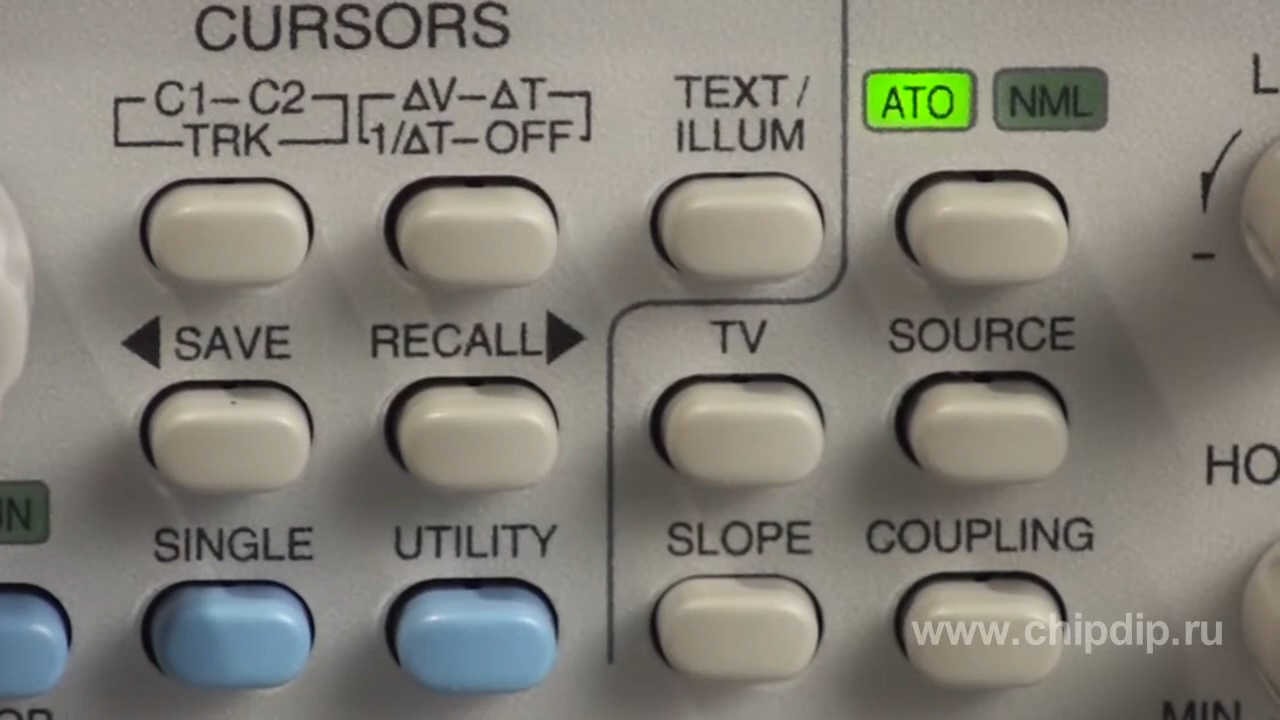 CURSORS
C1–C2
TRK
ΔV–ΔT
1/ΔT–OFF
TEXT/
ILLUM
ATO
NML
SAVE
RECALL
TV
SOURCE
SINGLE
UTILITY
SLOPE
COUPLING
www.chipdip.ru
MIN